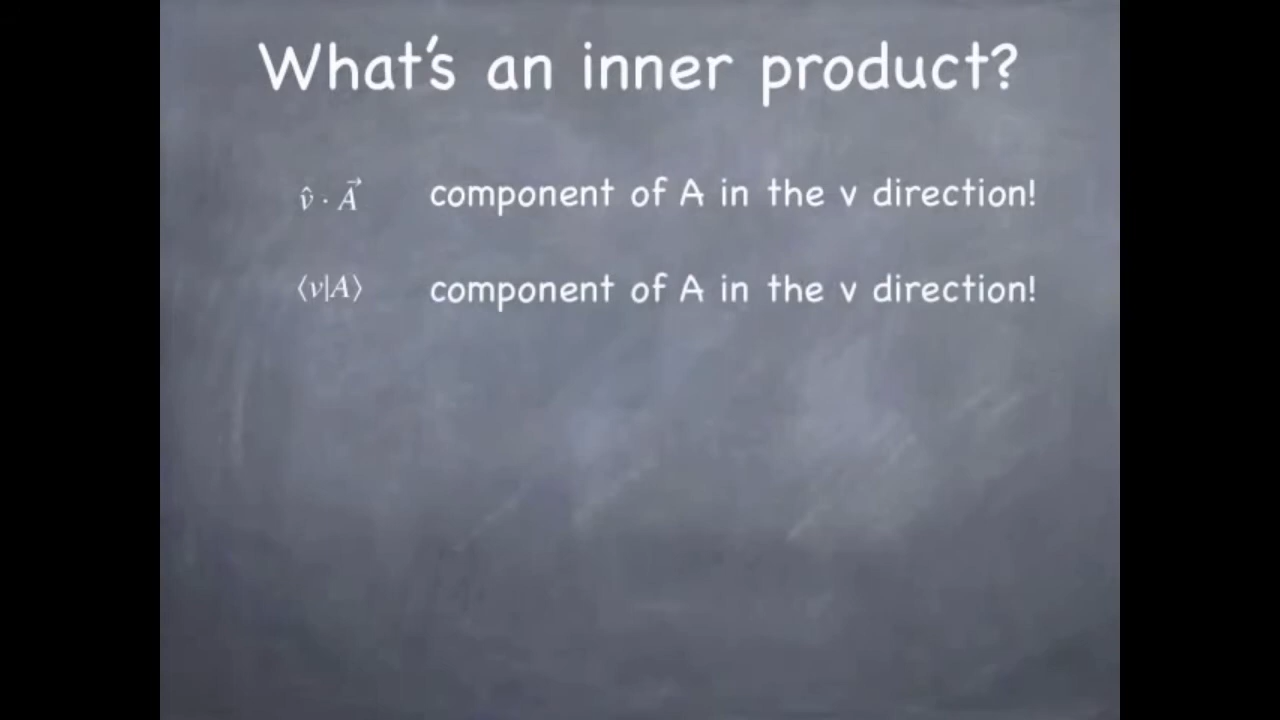 What's an inner product?
v̂ · A⃗ component of A in the v direction!
⟨v|A⟩ component of A in the v direction!